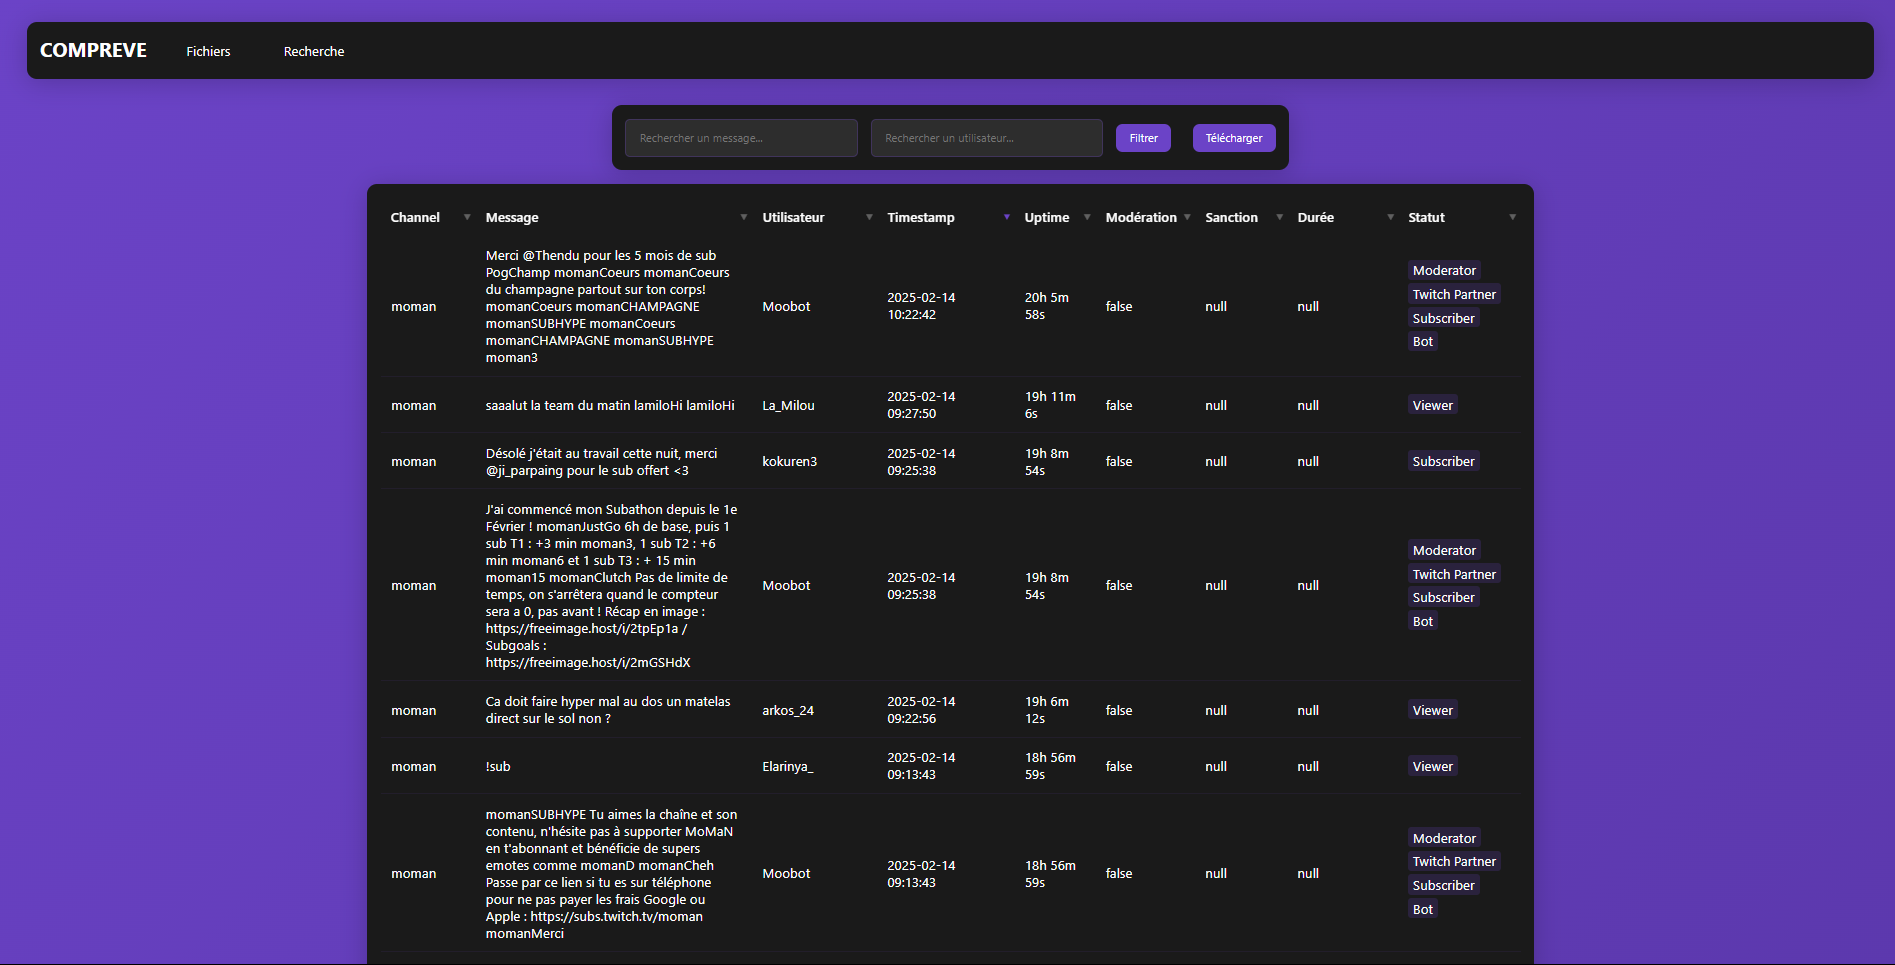 COMPREVE Fichiers Recherche
Rechercher un message... Rechercher un utilisateur... Filtrer Télécharger
Channel Message Utilisateur Timestamp Uptime Modération Sanction Durée Statut
moman
Merci @Thendu pour les 5 mois de sub
PogChamp momanCoeurs momanCoeurs
du champagne partout sur ton corps!
momanCoeurs momanCHAMPAGNE
momanSUBHYPE momanCoeurs
momanCHAMPAGNE momanSUBHYPE
moman3
Moobot
2025-02-14
10:22:42
20h 5m
58s
false
null
null
Moderator
Twitch Partner
Subscriber
Bot
moman
saaalut la team du matin lamiloHi lamiloHi
La_Milou
2025-02-14
09:27:50
19h 11m
6s
false
null
null
Viewer
moman
Désolé j'était au travail cette nuit, merci
@ji_parpaing pour le sub offert <3
kokuren3
2025-02-14
09:25:38
19h 8m
54s
false
null
null
Subscriber
moman
J'ai commencé mon Subathon depuis le 1e
Février ! momanJustGo 6h de base, puis 1
sub T1 : +3 min moman3, 1 sub T2 : +6
min moman6 et 1 sub T3 : + 15 min
moman15 momanClutch Pas de limite de
temps, on s'arrêtera quand le compteur
sera a 0, pas avant ! Récap en image :
https://freeimage.host/i/2tpEp1a /
Subgoals :
https://freeimage.host/i/2mGSHdX
Moobot
2025-02-14
09:25:38
19h 8m
54s
false
null
null
Moderator
Twitch Partner
Subscriber
Bot
moman
Ca doit faire hyper mal au dos un matelas
direct sur le sol non ?
arkos_24
2025-02-14
09:22:56
19h 6m
12s
false
null
null
Viewer
moman
!sub
Elarinya_
2025-02-14
09:13:43
18h 56m
59s
false
null
null
Viewer
moman
momanSUBHYPE Tu aimes la chaîne et son
contenu, n'hésite pas à supporter MoMaN
en t'abonnant et bénéficie de supers
emotes comme momanD momanCheh
Passe par ce lien si tu es sur téléphone
pour ne pas payer les frais Google ou
Apple : https://subs.twitch.tv/moman
momanMerci
Moobot
2025-02-14
09:13:43
18h 56m
59s
false
null
null
Moderator
Twitch Partner
Subscriber
Bot